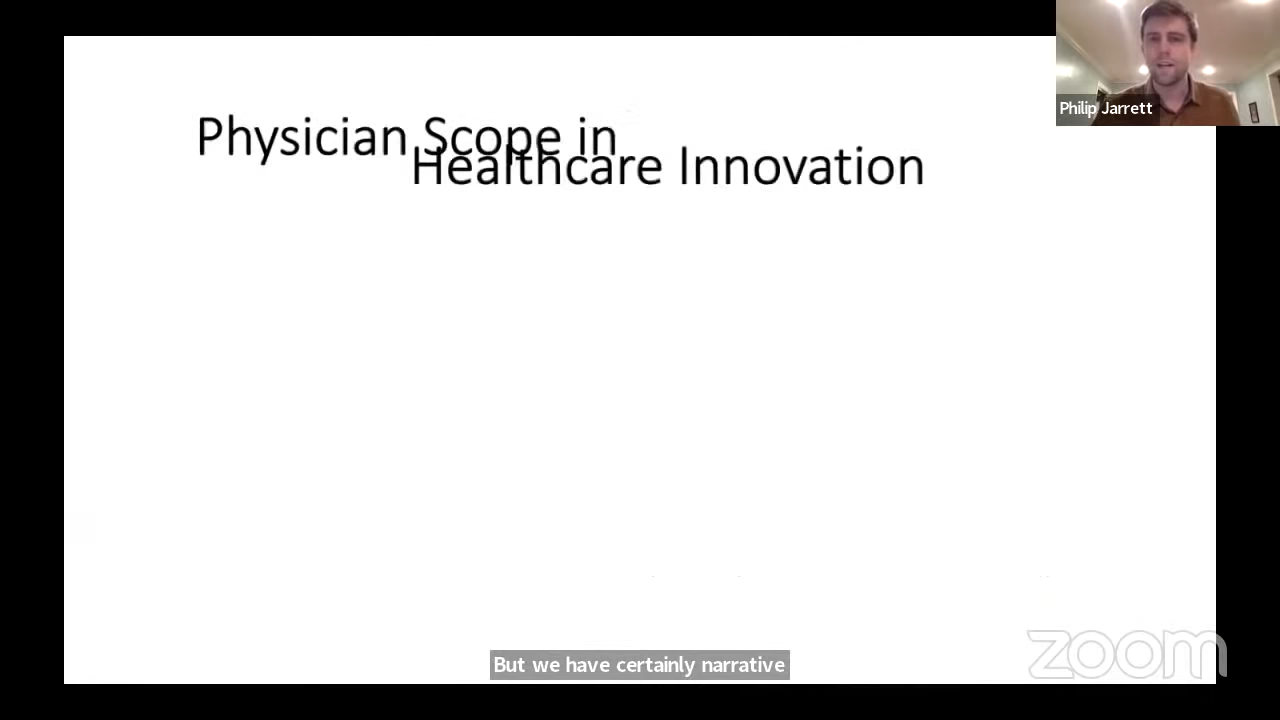 Physician Scope in
Healthcare Innovation
Philip Jarrett
But we have certainly narrative
zoom